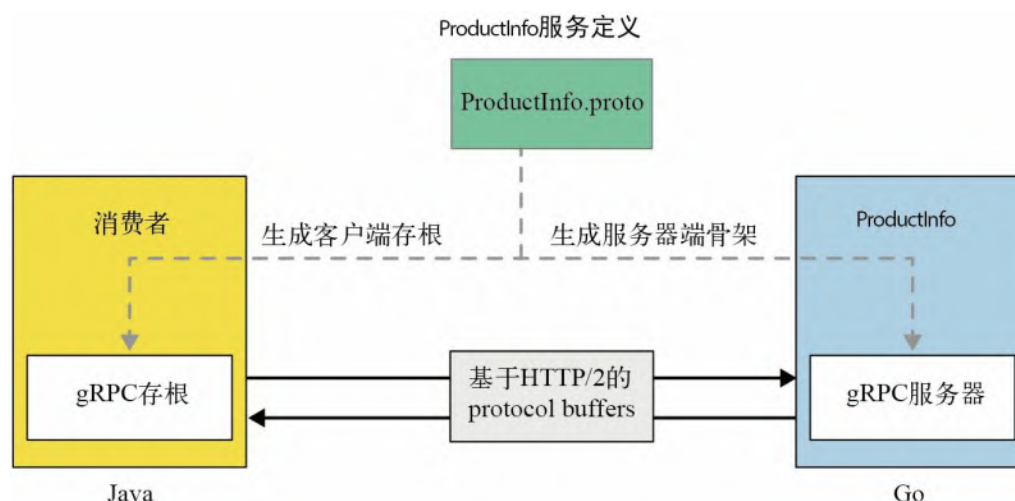 ProductInfo服务定义
ProductInfo.proto
消费者
生成客户端存根
生成服务器端骨架
ProductInfo
gRPC存根
基于HTTP/2的
protocol buffers
gRPC服务器
Java
Go